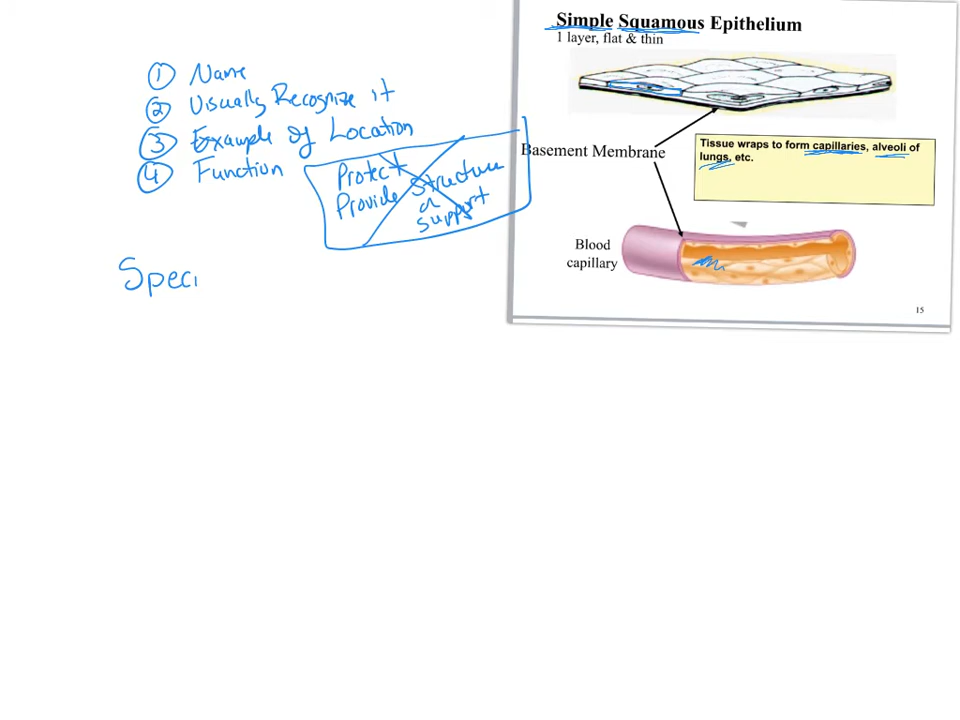 ① Name
② Visually Recognize it
③ Example of Location
④ Function
Protect
Provide Structure
or
support
Speci
Simple Squamous Epithelium
1 layer, flat & thin
Basement Membrane
Tissue wraps to form capillaries, alveoli of
lungs, etc.
Blood
capillary
15